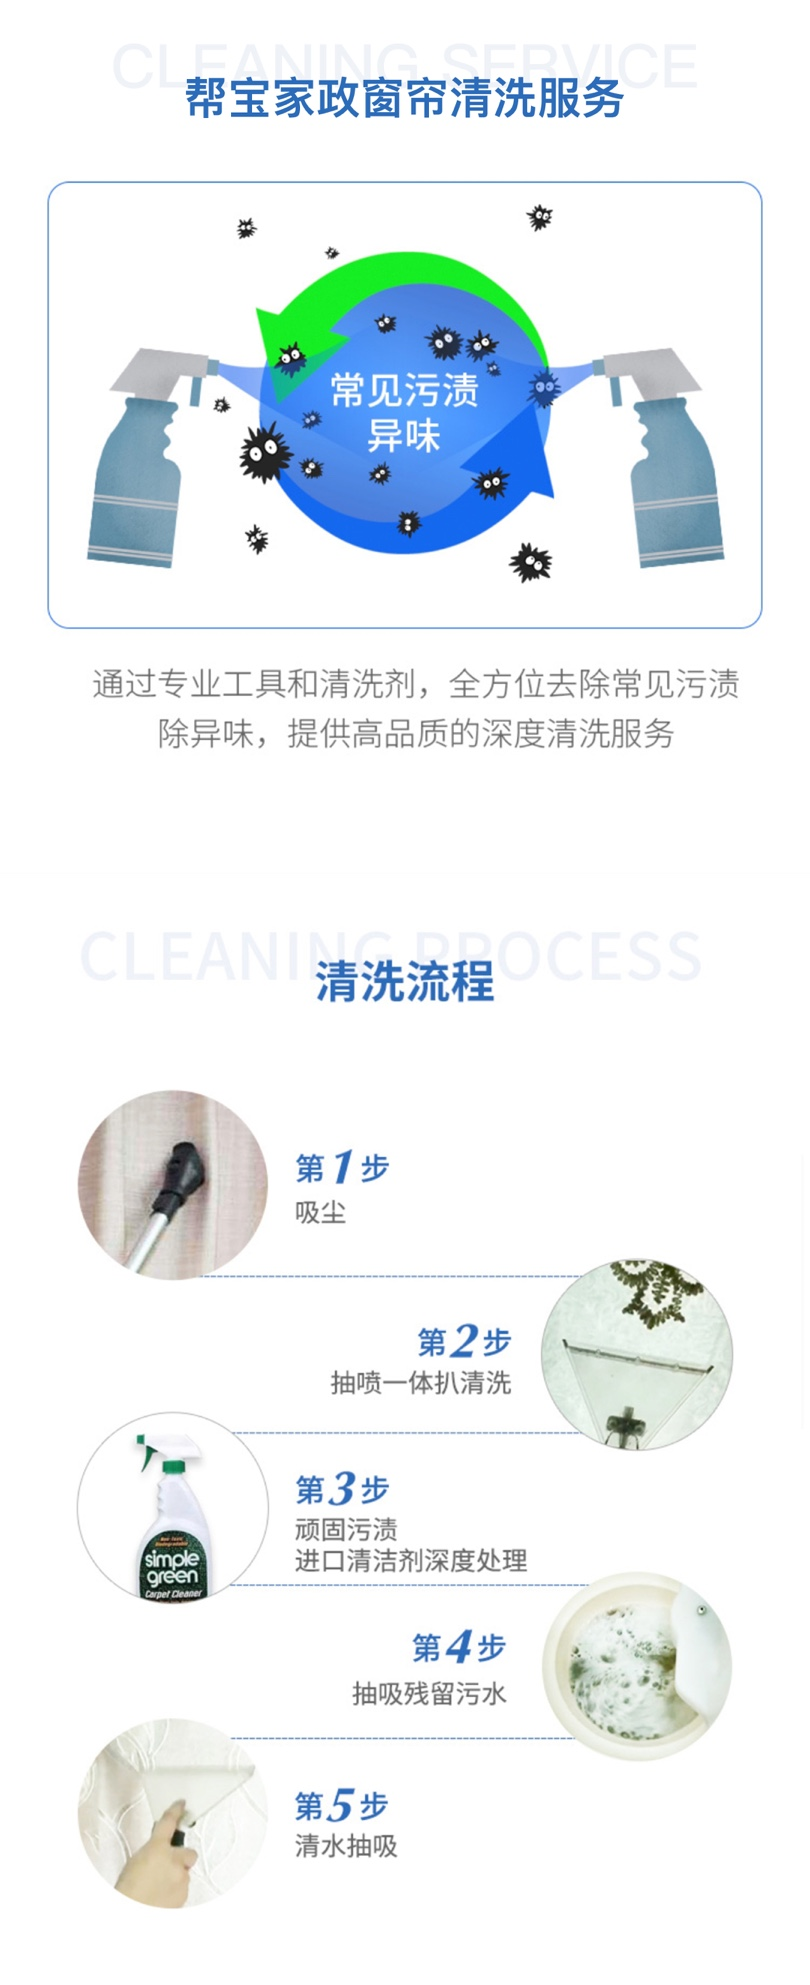 CLEANING SERVICE
帮宝家政窗帘清洗服务
常见污渍
异味
通过专业工具和清洗剂，全方位去除常见污渍
除异味，提供高品质的深度清洗服务
CLEANING PROCESS
清洗流程
第1步
吸尘
第2步
抽喷一体扒清洗
第3步
顽固污渍
进口清洁剂深度处理
simple
green
Carpet Cleaner
第4步
抽吸残留污水
第5步
清水抽吸